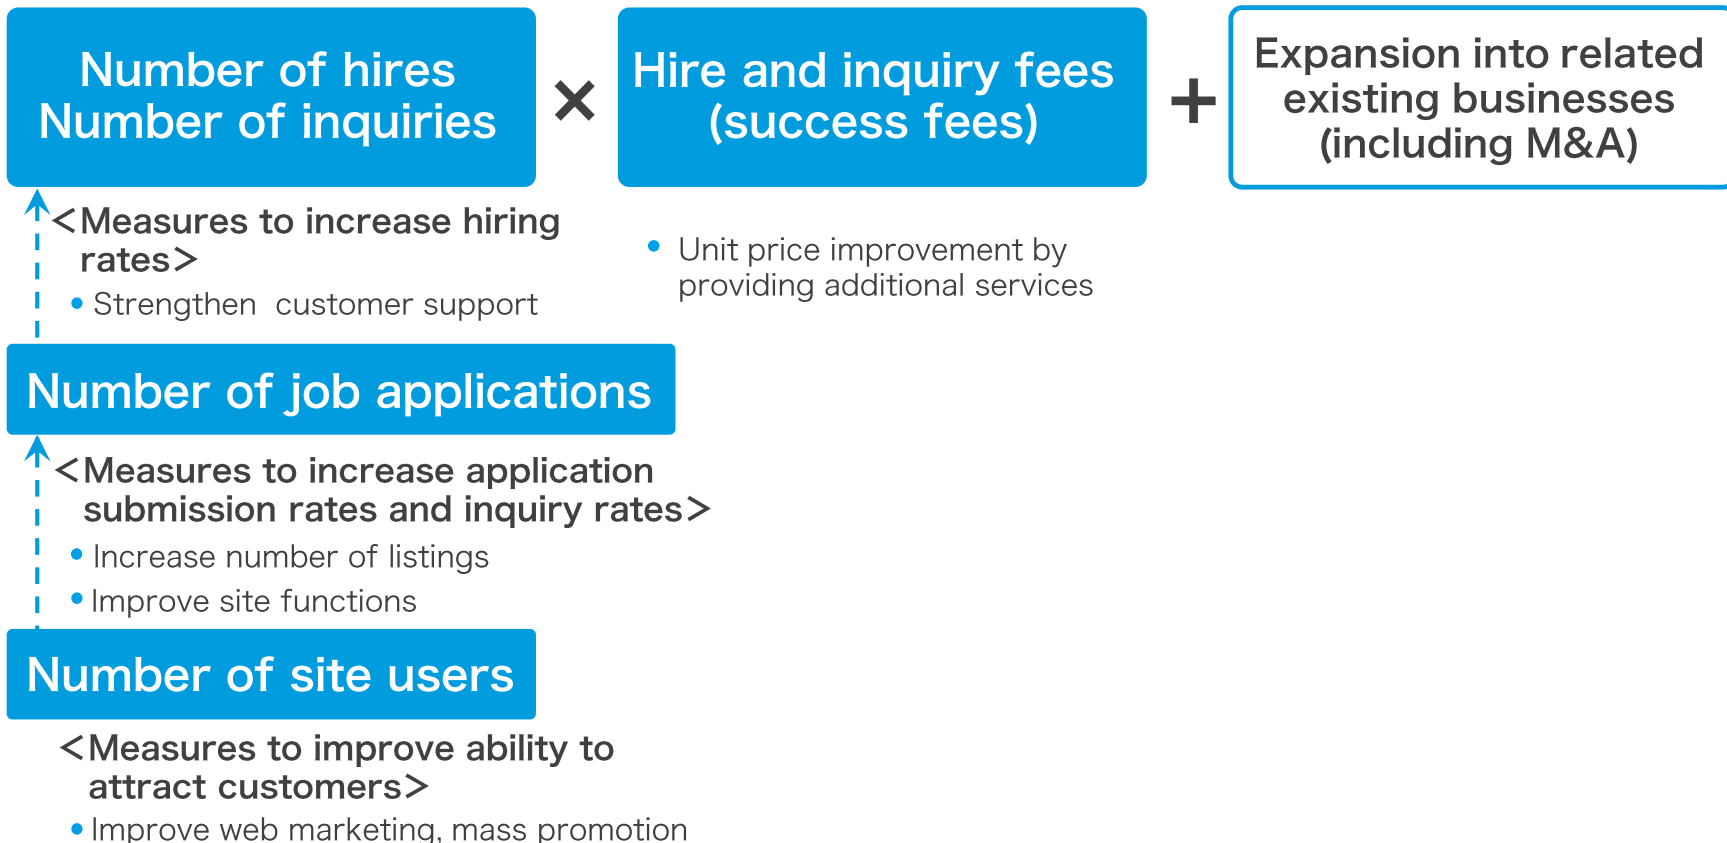 Number of hires
Number of inquiries
×
Hire and inquiry fees
(success fees)
+
Expansion into related
existing businesses
(including M&A)
<Measures to increase hiring
rates>
• Strengthen customer support
• Unit price improvement by
providing additional services
Number of job applications
<Measures to increase application
submission rates and inquiry rates>
• Increase number of listings
• Improve site functions
Number of site users
<Measures to improve ability to
attract customers>
• Improve web marketing, mass promotion